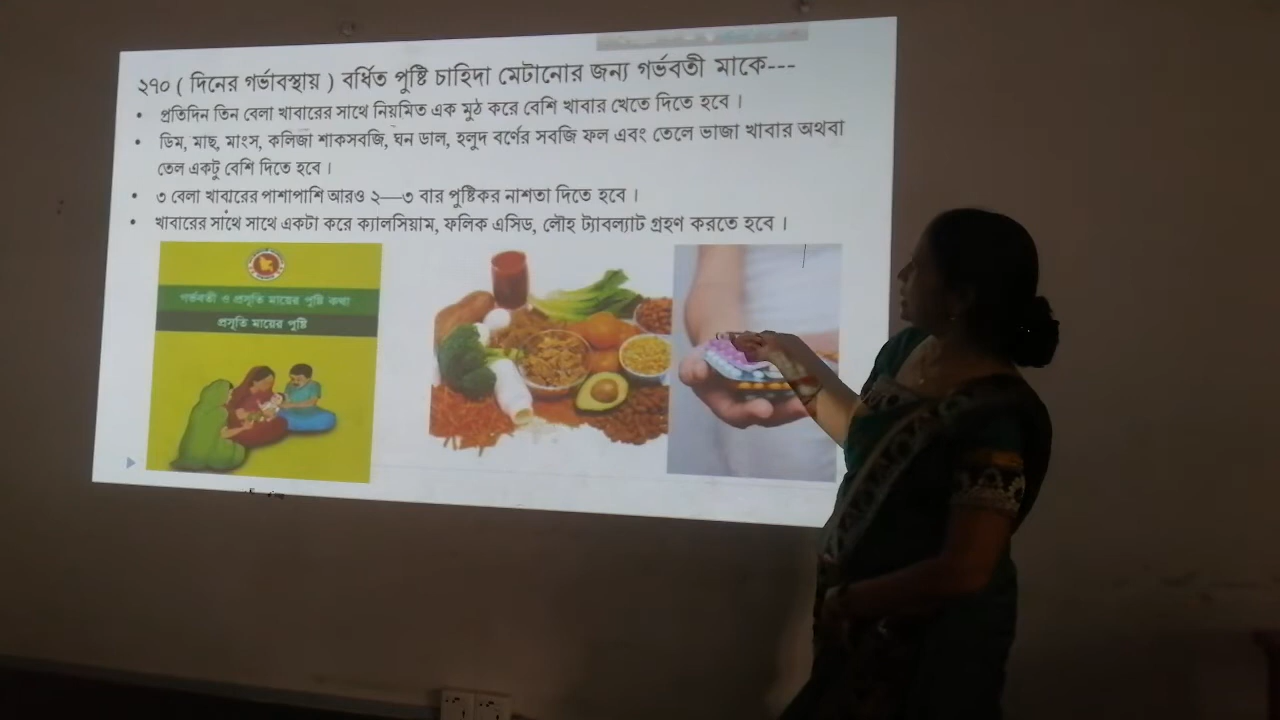 ২৭০ ( দিনের গর্ভাবস্থায় ) বর্ধিত পুষ্টি চাহিদা মেটানোর জন্য গর্ভবতী মাকে---
• প্রতিদিন তিন বেলা খাবারের সাথে নিয়মিত এক মুঠ করে বেশি খাবার খেতে দিতে হবে ।
• ডিম, মাছ, মাংস, কলিজা শাকসবজি, ঘন ডাল, হলুদ বর্ণের সবজি ফল এবং তেলে ভাজা খাবার অথবা
তেল একটু বেশি দিতে হবে ।
• ৩ বেলা খাবারের পাশাপাশি আরও ২—৩ বার পুষ্টিকর নাশতা দিতে হবে ।
• খাবারের সাথে সাথে একটা করে ক্যালসিয়াম, ফলিক এসিড, লৌহ ট্যাবল্যাট গ্রহণ করতে হবে ।
গর্ভবতী ও প্রসূতি মায়ের পুষ্টি কথা
প্রসূতি মায়ের পুষ্টি